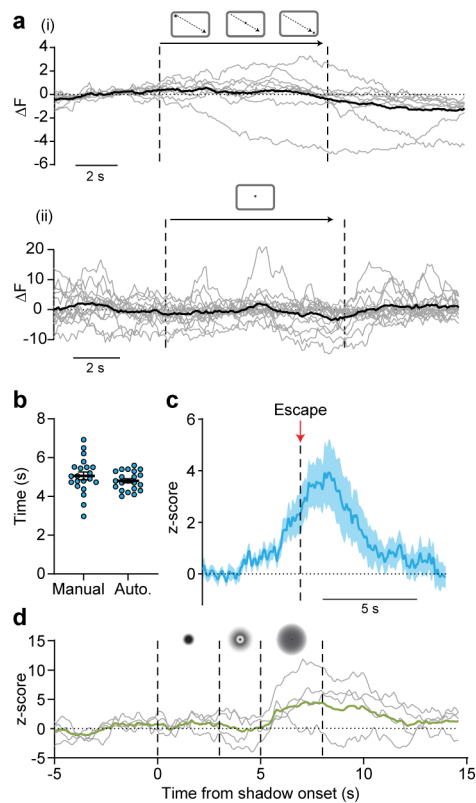 a
(i)
4
2
0
-2
-4
-6
ΔF
2 s
(ii)
20
10
0
-10
ΔF
2 s
b
8
6
4
2
0
Time (s)
Manual
Auto.
c
Escape
6
4
2
0
z-score
5 s
d
15
10
5
0
-5
z-score
-5
0
5
10
15
Time from shadow onset (s)